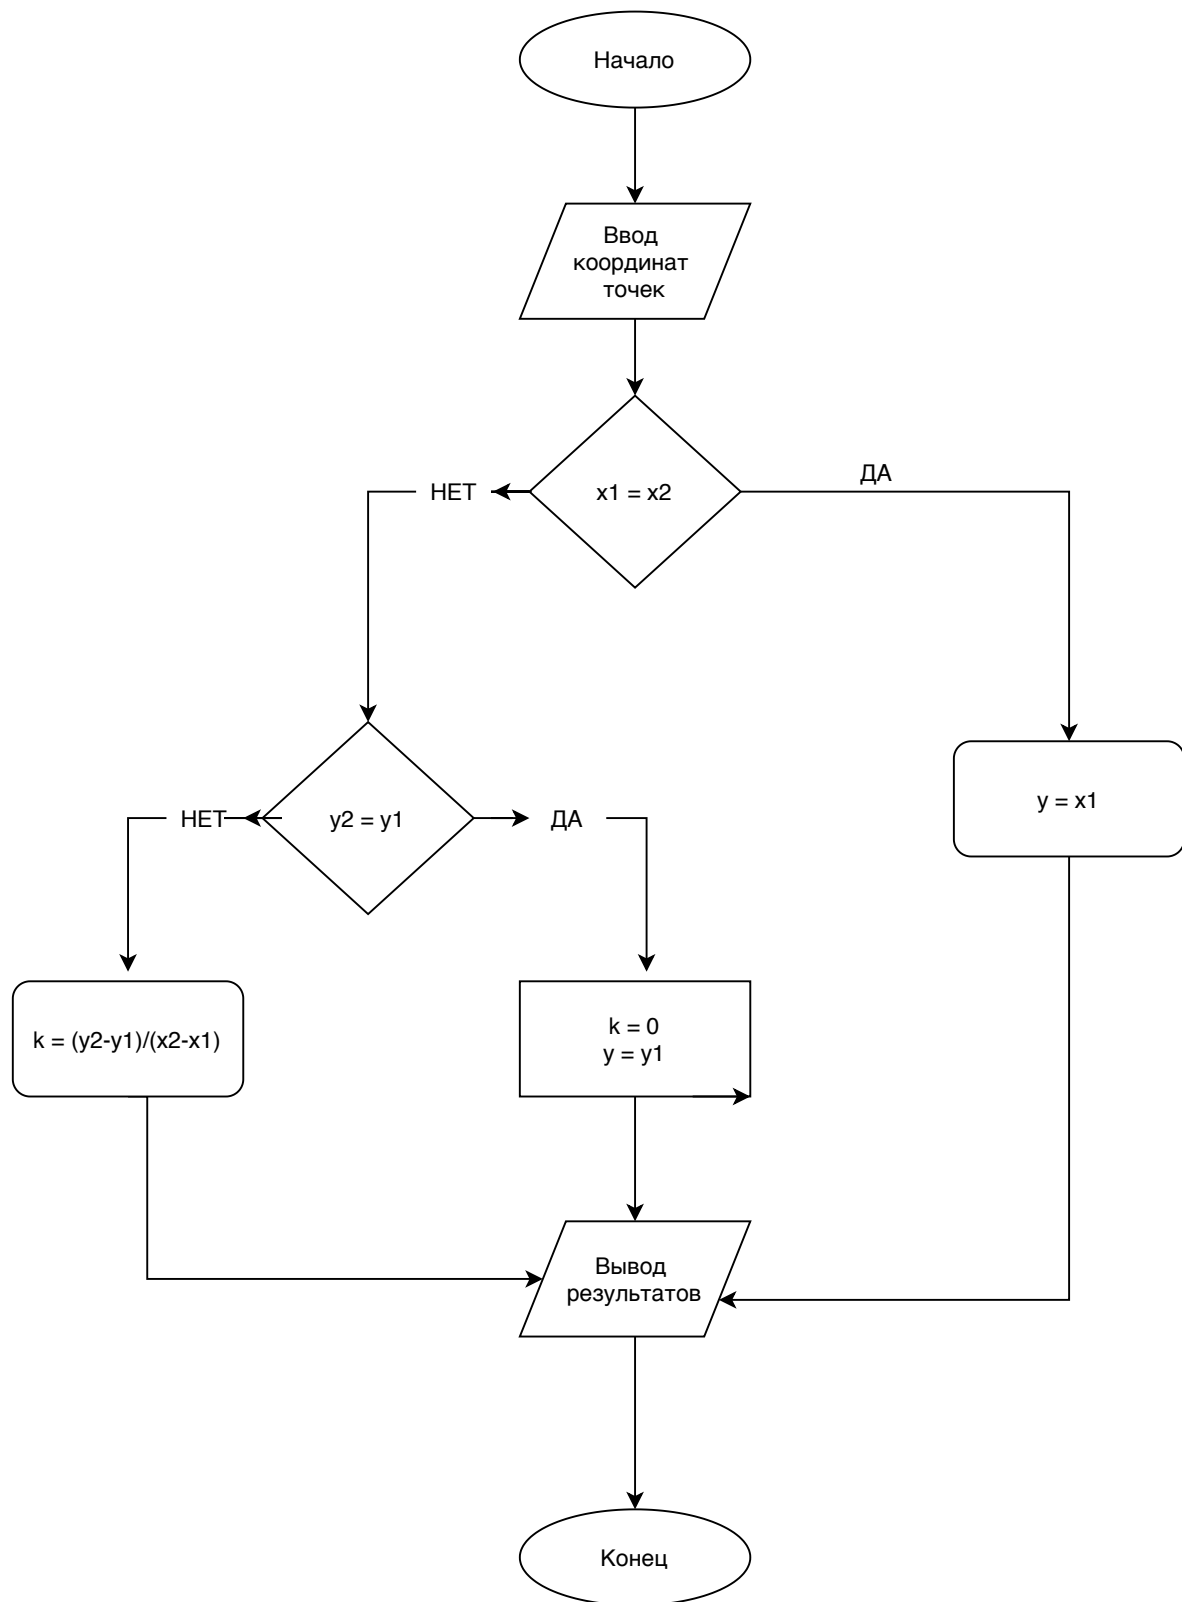 Начало
Ввод
координат
точек
x1 = x2
НЕТ
ДА
y2 = y1
НЕТ
ДА
y = x1
k = (y2-y1)/(x2-x1)
k = 0
y = y1
Вывод
результатов
Конец